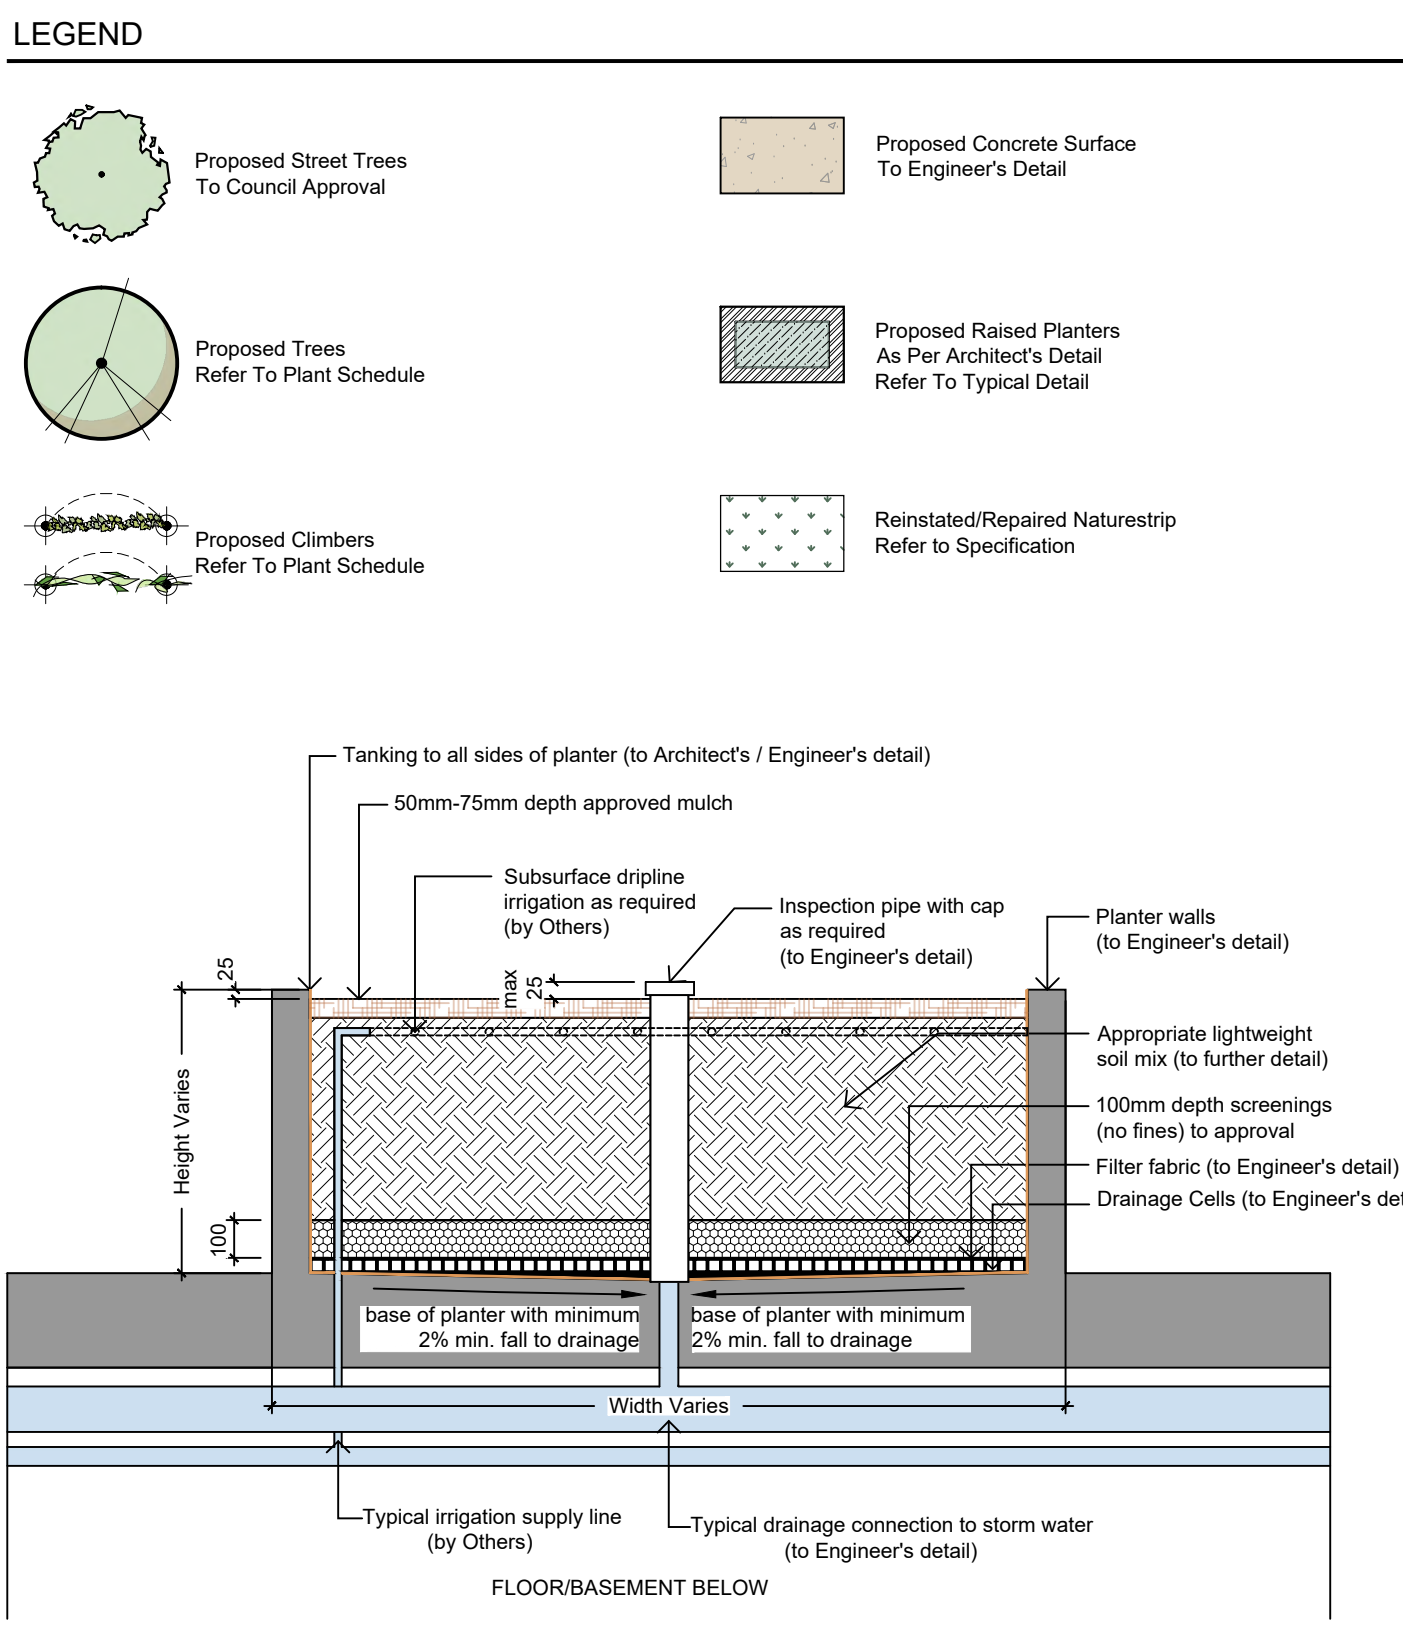 LEGEND
Proposed Street Trees
To Council Approval
Proposed Concrete Surface
To Engineer's Detail
Proposed Trees
Refer To Plant Schedule
Proposed Raised Planters
As Per Architect's Detail
Refer To Typical Detail
Proposed Climbers
Refer To Plant Schedule
Reinstated/Repaired Naturestrip
Refer to Specification
Tanking to all sides of planter (to Architect's / Engineer's detail)
50mm-75mm depth approved mulch
Subsurface dripline
irrigation as required
(by Others)
Inspection pipe with cap
as required
(to Engineer's detail)
Planter walls
(to Engineer's detail)
25
max
25
Appropriate lightweight
soil mix (to further detail)
Height Varies
100mm depth screenings
(no fines) to approval
Filter fabric (to Engineer's detail)
Drainage Cells (to Engineer's det
100
base of planter with minimum
2% min. fall to drainage
base of planter with minimum
2% min. fall to drainage
Width Varies
Typical irrigation supply line
(by Others)
Typical drainage connection to storm water
(to Engineer's detail)
FLOOR/BASEMENT BELOW